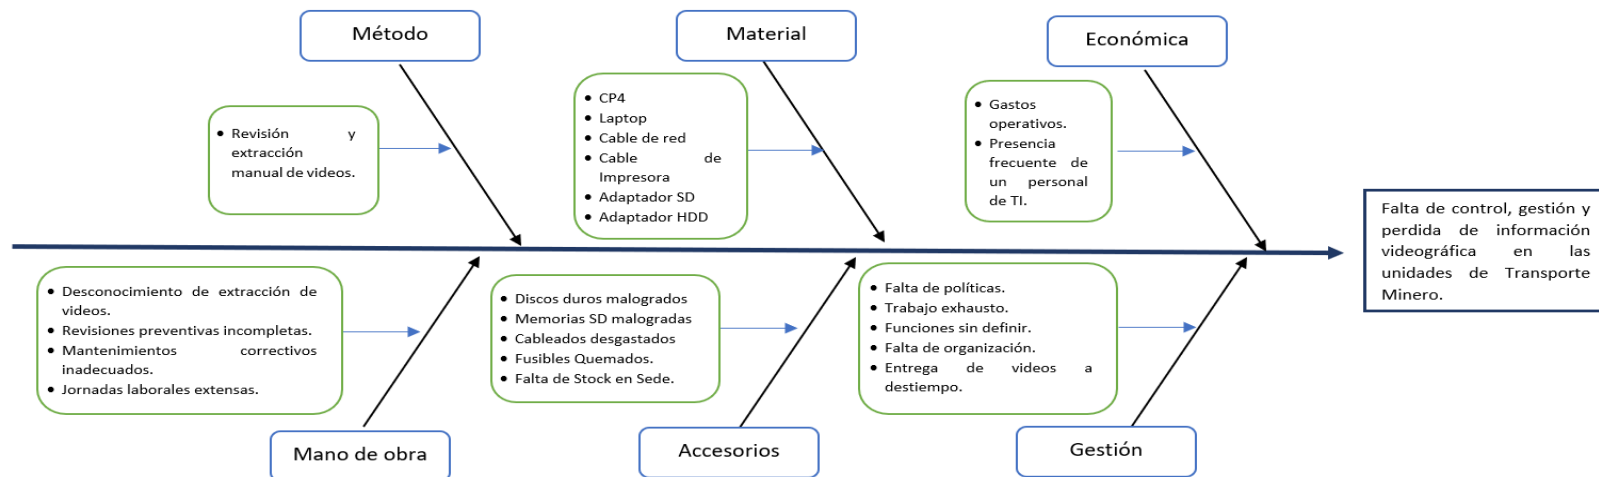 Método
Material
Económica
• Revisión y
extracción
manual de videos.
• CP4
• Laptop
• Cable de red
• Cable de
Impresora
• Adaptador SD
• Adaptador HDD
• Gastos
operativos.
• Presencia
frecuente de
un personal
de TI.
Falta de control, gestión y
perdida de información
videográfica en las
unidades de Transporte
Minero.
• Desconocimiento de extracción de
videos.
• Revisiones preventivas incompletas.
• Mantenimientos correctivos
inadecuados.
• Jornadas laborales extensas.
• Discos duros malogrados
• Memorias SD malogradas
• Cableados desgastados
• Fusibles Quemados.
• Falta de Stock en Sede.
• Falta de políticas.
• Trabajo exhausto.
• Funciones sin definir.
• Falta de organización.
• Entrega de videos a
destiempo.
Mano de obra
Accesorios
Gestión